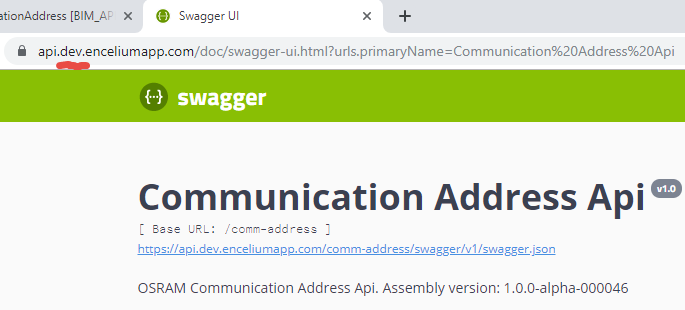 ationAddress [BIM_AP
Swagger UI
api.dev.enceliumapp.com/doc/swagger-ui.html?urls.primaryName=Communication%20Address%20Api
{··} swagger
Communication Address Api v1.0
[ Base URL: /comm-address ]
https://api.dev.enceliumapp.com/comm-address/swagger/v1/swagger.json
OSRAM Communication Address Api. Assembly version: 1.0.0-alpha-000046